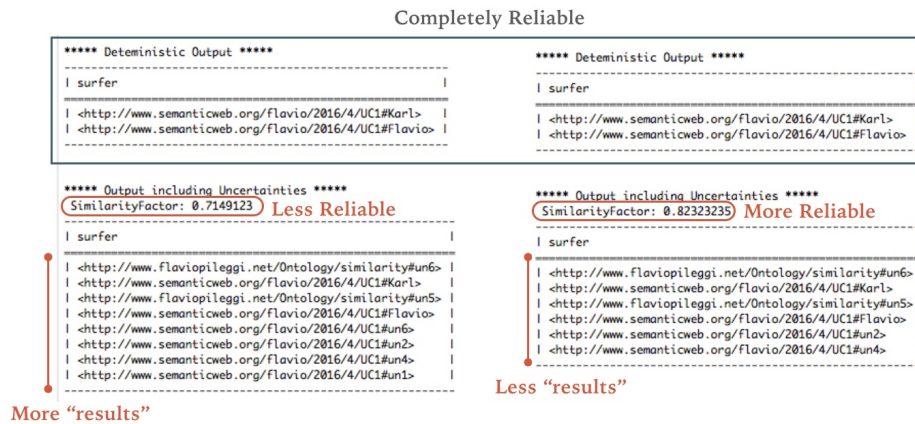 Completely Reliable
***** Deteministic Output *****
| surfer |
| <http://www.semanticweb.org/flavio/2016/4/UC1#Karl> |
| <http://www.semanticweb.org/flavio/2016/4/UC1#Flavio> |
***** Deteministic Output *****
| surfer
| <http://www.semanticweb.org/flavio/2016/4/UC1#Karl>
| <http://www.semanticweb.org/flavio/2016/4/UC1#Flavio>
***** Output including Uncertainties *****
SimilarityFactor: 0.7149123 Less Reliable
| surfer |
| <http://www.flaviopileggi.net/Ontology/similarity#un6> |
| <http://www.semanticweb.org/flavio/2016/4/UC1#Karl> |
| <http://www.flaviopileggi.net/Ontology/similarity#un5> |
| <http://www.semanticweb.org/flavio/2016/4/UC1#Flavio> |
| <http://www.semanticweb.org/flavio/2016/4/UC1#un6> |
| <http://www.semanticweb.org/flavio/2016/4/UC1#un2> |
| <http://www.semanticweb.org/flavio/2016/4/UC1#un4> |
| <http://www.semanticweb.org/flavio/2016/4/UC1#un1> |
More “results”
***** Output including Uncertainties *****
SimilarityFactor: 0.82323235 More Reliable
| surfer
| <http://www.flaviopileggi.net/Ontology/similarity#un6>
| <http://www.semanticweb.org/flavio/2016/4/UC1#Karl>
| <http://www.flaviopileggi.net/Ontology/similarity#un5>
| <http://www.semanticweb.org/flavio/2016/4/UC1#Flavio>
| <http://www.semanticweb.org/flavio/2016/4/UC1#un2>
| <http://www.semanticweb.org/flavio/2016/4/UC1#un4>
Less “results”